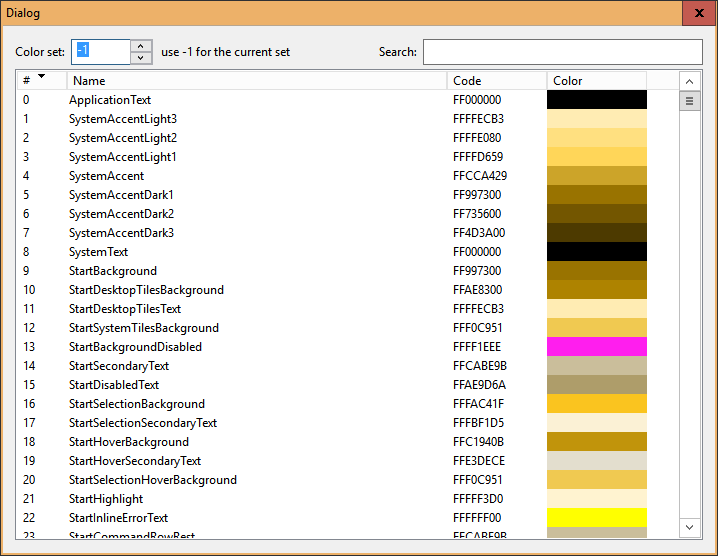 Dialog
Color set: -1 use -1 for the current set Search:
# Name Code Color
0 ApplicationText FF000000
1 SystemAccentLight3 FFFFECB3
2 SystemAccentLight2 FFFFE080
3 SystemAccentLight1 FFFFD659
4 SystemAccent FFCCA429
5 SystemAccentDark1 FF997300
6 SystemAccentDark2 FF735600
7 SystemAccentDark3 FF4D3A00
8 SystemText FF000000
9 StartBackground FF997300
10 StartDesktopTilesBackground FFAE8300
11 StartDesktopTilesText FFFFECB3
12 StartSystemTilesBackground FFF0C951
13 StartBackgroundDisabled FFFF1EEE
14 StartSecondaryText FFCABE9B
15 StartDisabledText FFAE9D6A
16 StartSelectionBackground FFFAC41F
17 StartSelectionSecondaryText FFFBF1D5
18 StartHoverBackground FFC1940B
19 StartHoverSecondaryText FFE3DECE
20 StartSelectionHoverBackground FFF0C951
21 StartHighlight FFFFF3D0
22 StartInlineErrorText FFFFFF00
23 StartCommandRowRest FFCABE9B